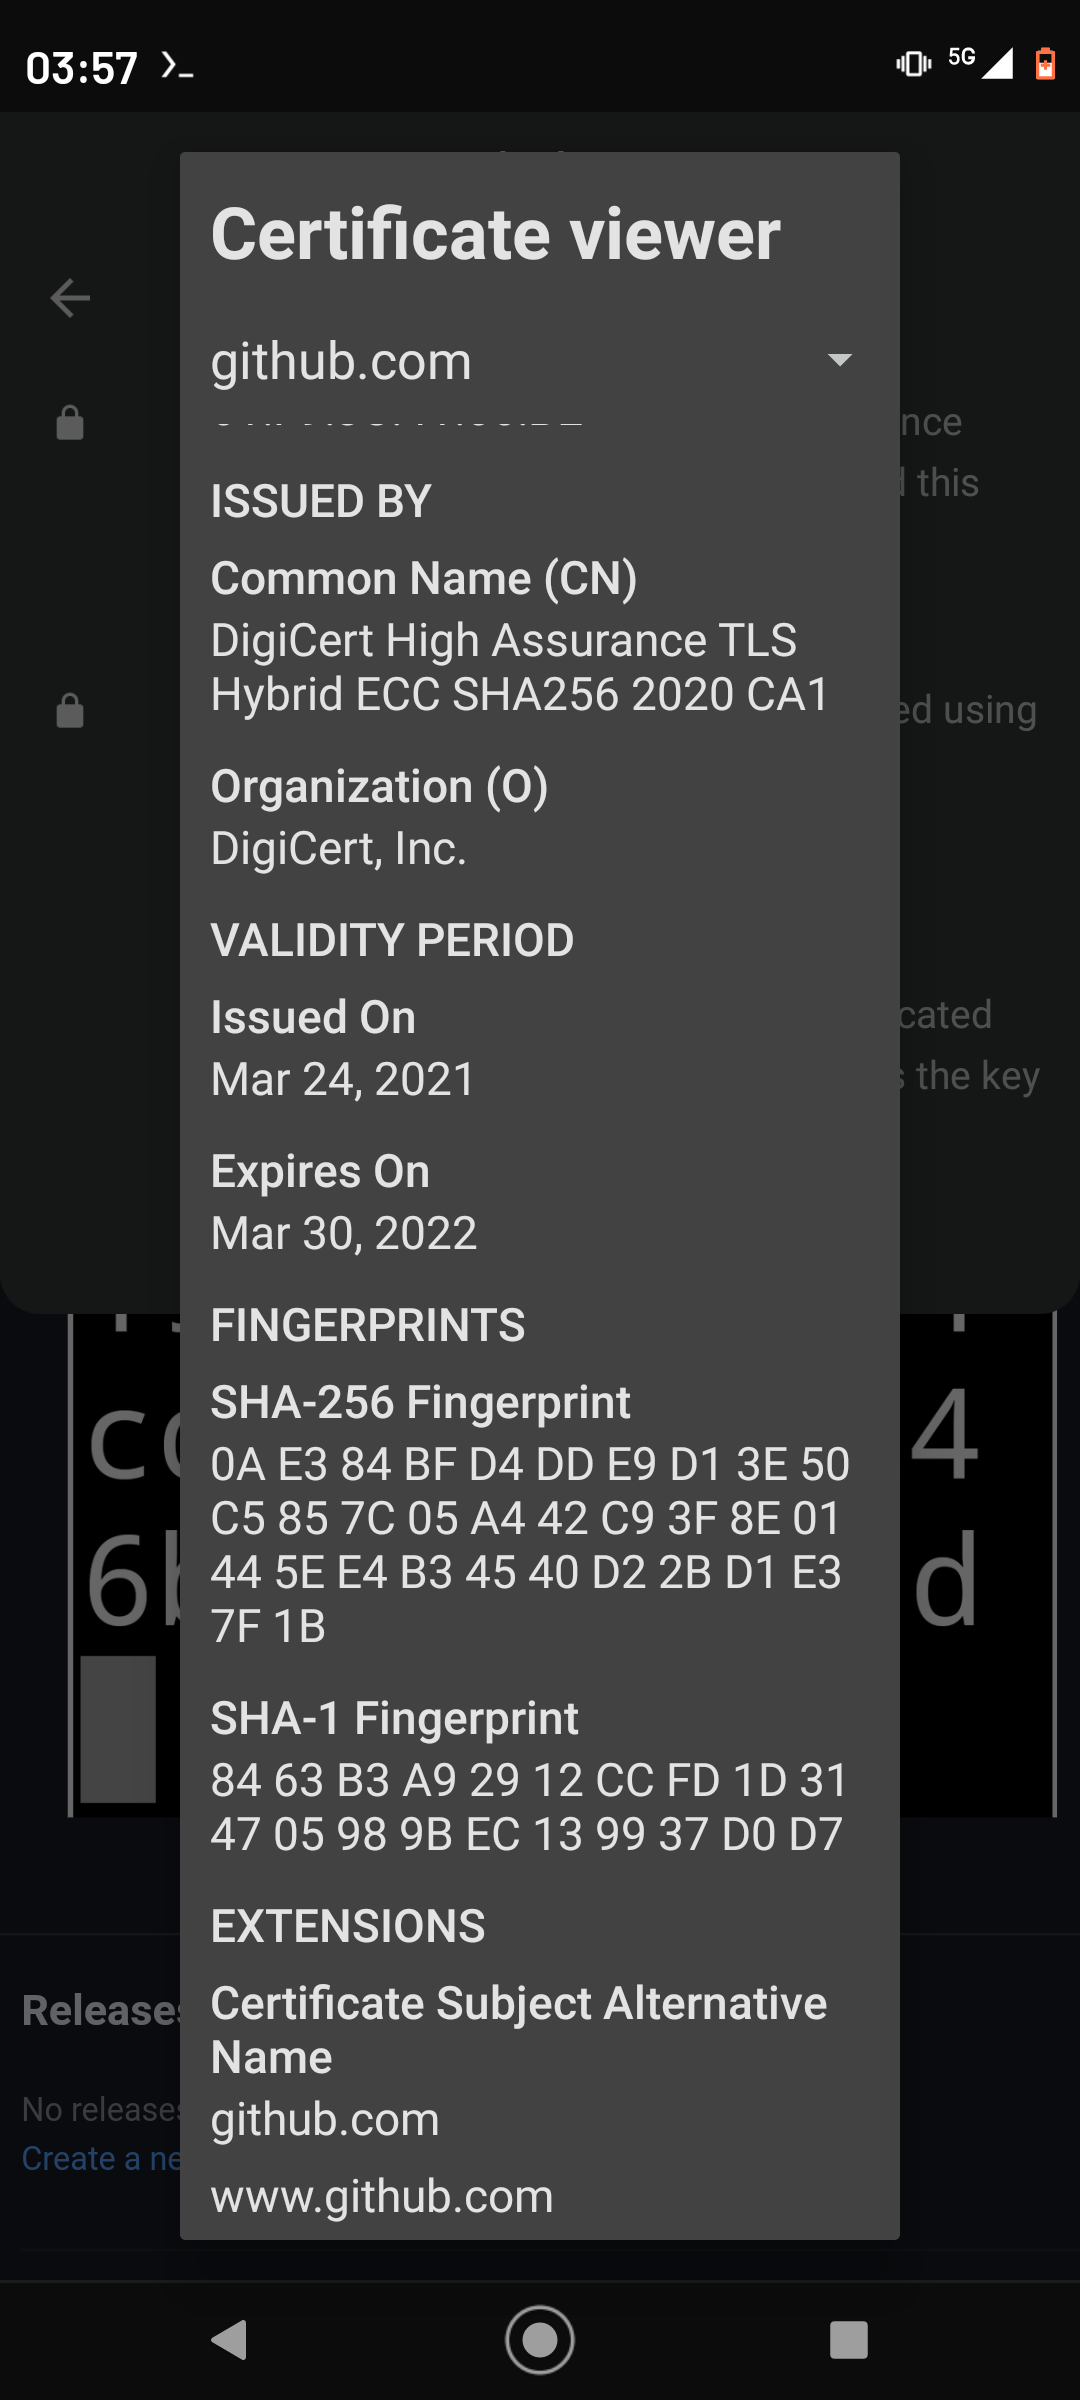 03:57
5G
Certificate viewer
github.com
ISSUED BY
nce
this
Common Name (CN)
DigiCert High Assurance TLS
Hybrid ECC SHA256 2020 CA1
ed using
Organization (O)
DigiCert, Inc.
VALIDITY PERIOD
Issued On
cated
Mar 24, 2021
the key
Expires On
Mar 30, 2022
FINGERPRINTS
SHA-256 Fingerprint
4
0A E3 84 BF D4 DD E9 D1 3E 50
C5 85 7C 05 A4 42 C9 3F 8E 01
44 5E E4 B3 45 40 D2 2B D1 E3
6b d
7F 1B
SHA-1 Fingerprint
84 63 B3 A9 29 12 CC FD 1D 31
47 05 98 9B EC 13 99 37 D0 D7
EXTENSIONS
Certificate Subject Alternative
Name
Releases
No releases
github.com
Create a ne
www.github.com